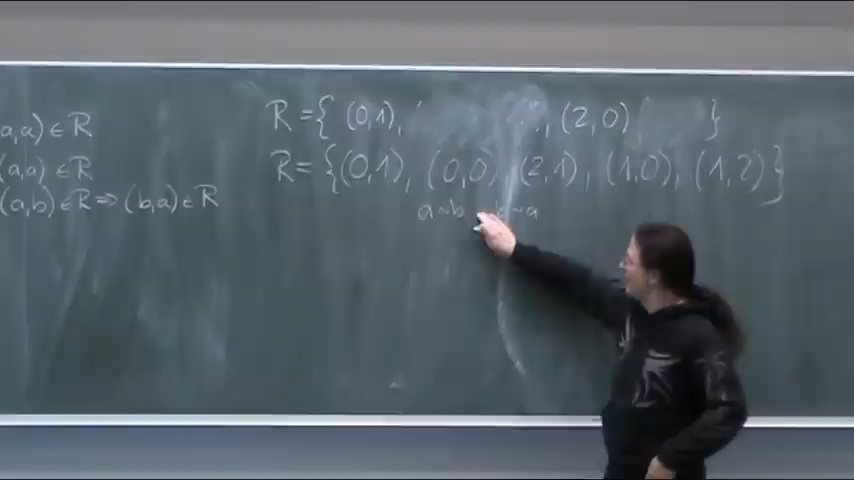 a,a) ∈ R
(a,a) ∈ R
(a,b) ∈ R ⇒ (b,a) ∈ R
R = { (0,1), (2,0) }
R = { (0,1), (0,0) (2,1), (1,0), (1,2) }
a~b b~a